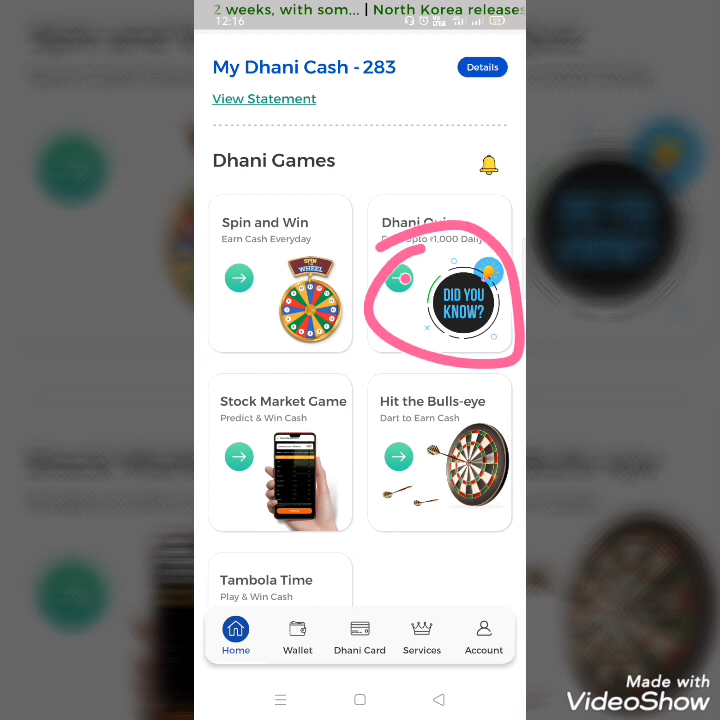 2 weeks, with som... | North Korea releases
12:16
My Dhani Cash - 283
Details
View Statement
Dhani Games
Spin and Win
Earn Cash Everyday
SPIN
WHEEL
Dhani Quiz
₹1,000 Daily
DID YOU
KNOW?
Stock Market Game
Predict & Win Cash
Hit the Bulls-eye
Dart to Earn Cash
Tambola Time
Play & Win Cash
Home
Wallet
Dhani Card
Services
Account
Made with
VideoShow